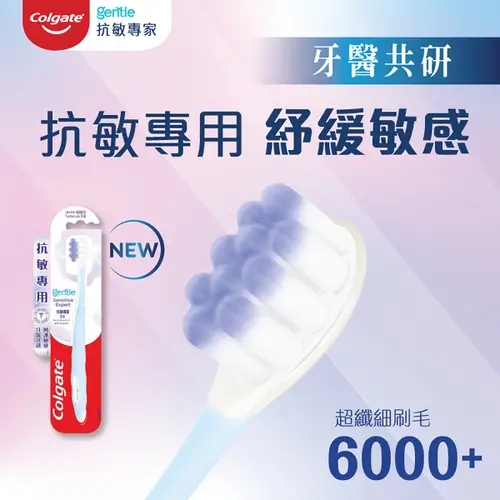 Colgate
gentle
抗敏專家
牙醫共研
抗敏專用 紓緩敏感
NEW
抗敏專用
gentle
Sensitive
Expert
Colgate
超纖細刷毛
6000+